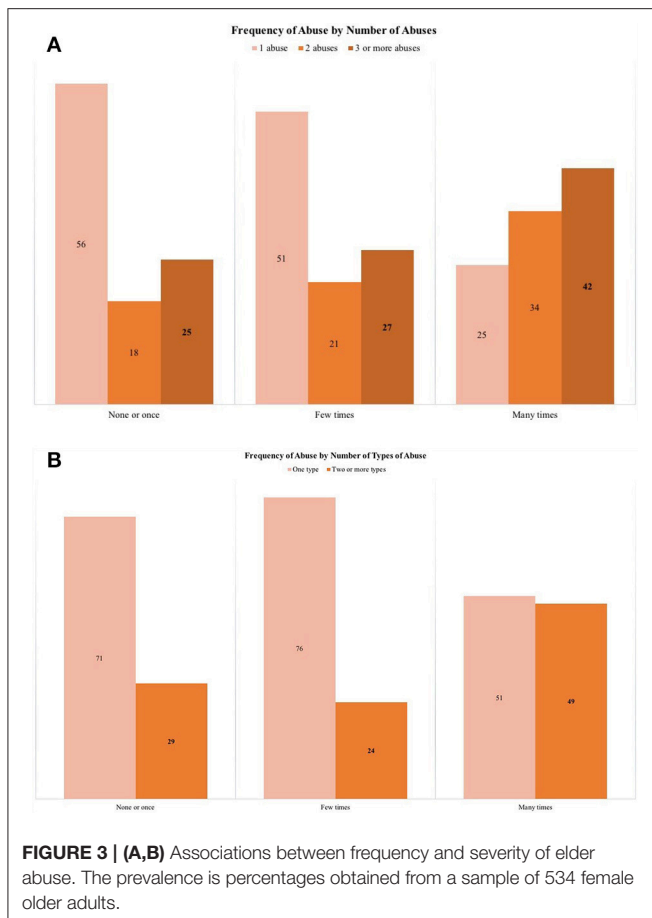 A
Frequency of Abuse by Number of Abuses
1 abuse 2 abuses 3 or more abuses
56 18 25 51 21 27 25 34 42
None or once Few times Many times
B
Frequency of Abuse by Number of Types of Abuse
One type Two or more types
71 29 76 24 51 49
None or once Few times Many times
FIGURE 3 | (A,B) Associations between frequency and severity of elder
abuse. The prevalence is percentages obtained from a sample of 534 female
older adults.